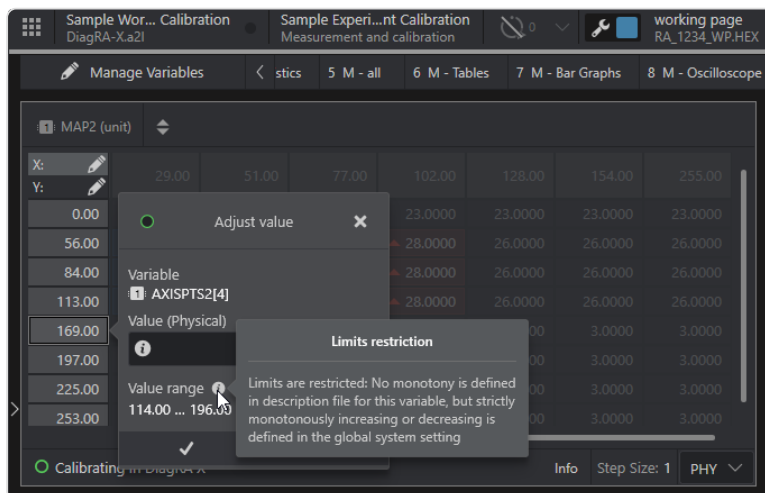 Sample Wor... Calibration
DiagRA-X.a2l
Sample Experi...nt Calibration
Measurement and calibration
0
working page
RA_1234_WP.HEX
Manage Variables
stics
5 M - all
6 M - Tables
7 M - Bar Graphs
8 M - Oscilloscope
1 MAP2 (unit)
X:
Y:
29.00 51.00 77.00 102.00 128.00 154.00 255.00
0.00 23.0000 23.0000 23.0000 23.0000
56.00 28.0000 26.0000 26.0000 26.0000
84.00 28.0000 26.0000 26.0000 26.0000
113.00 28.0000 26.0000 26.0000 26.0000
169.00 00 3.0000 3.0000
197.00 00 3.0000 3.0000
225.00 00 3.0000 3.0000
253.00 00 3.0000 3.0000
Adjust value
Variable
1 AXISPTS2[4]
Value (Physical)
Value range
114.00 ... 196.00
Limits restriction
Limits are restricted: No monotony is defined
in description file for this variable, but strictly
monotonously increasing or decreasing is
defined in the global system setting
Calibrating in DiagRA X
Info
Step Size: 1
PHY